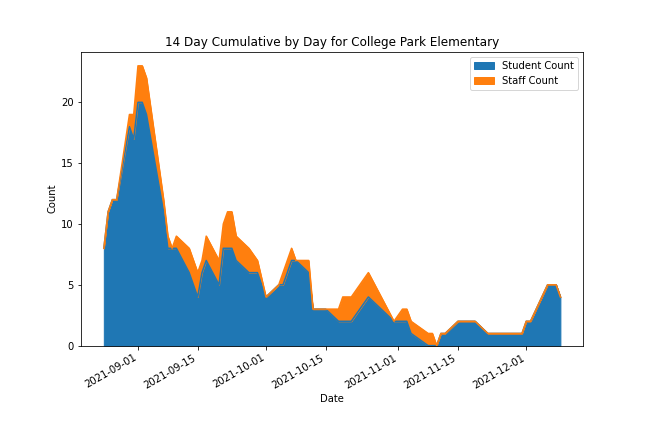 14 Day Cumulative by Day for College Park Elementary
Student Count
Staff Count
Count
20
15
10
5
0
2021-09-01
2021-09-15
2021-10-01
2021-10-15
2021-11-01
2021-11-15
2021-12-01
Date